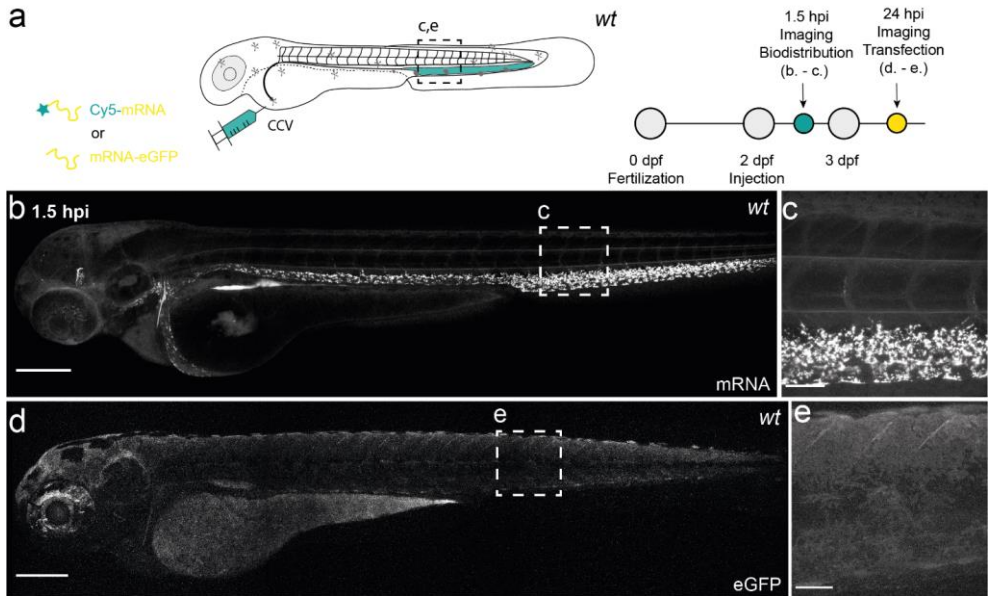 a
c,e
wt
1.5 hpi
Imaging
Biodistribution
(b. - c.)
24 hpi
Imaging
Transfection
(d. - e.)
Cy5-mRNA
or
mRNA-eGFP
CCV
0 dpf
Fertilization
2 dpf
Injection
3 dpf
b
1.5 hpi
c
wt
mRNA
c
d
e
wt
eGFP
e